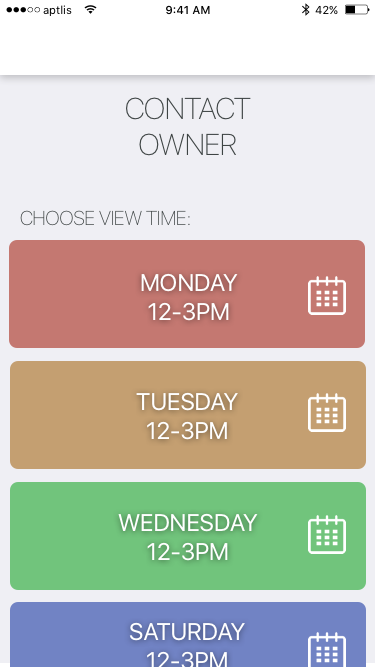 aptlis 9:41 AM 42%
CONTACT
OWNER
CHOOSE VIEW TIME:
MONDAY
12-3PM
TUESDAY
12-3PM
WEDNESDAY
12-3PM
SATURDAY
12-3PM